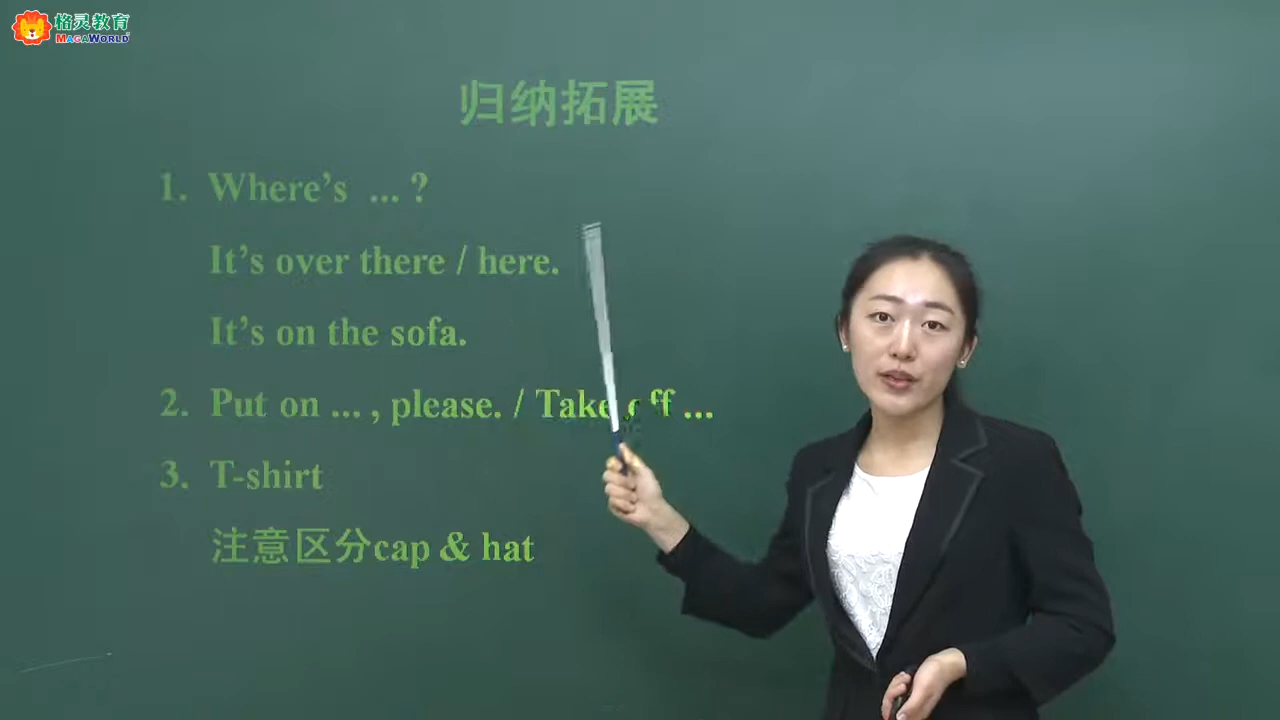 格灵教育
MAGAWORLD
归纳拓展
1. Where's ... ?
It's over there / here.
It's on the sofa.
2. Put on ... , please. / Take off ...
3. T-shirt
注意区分cap & hat